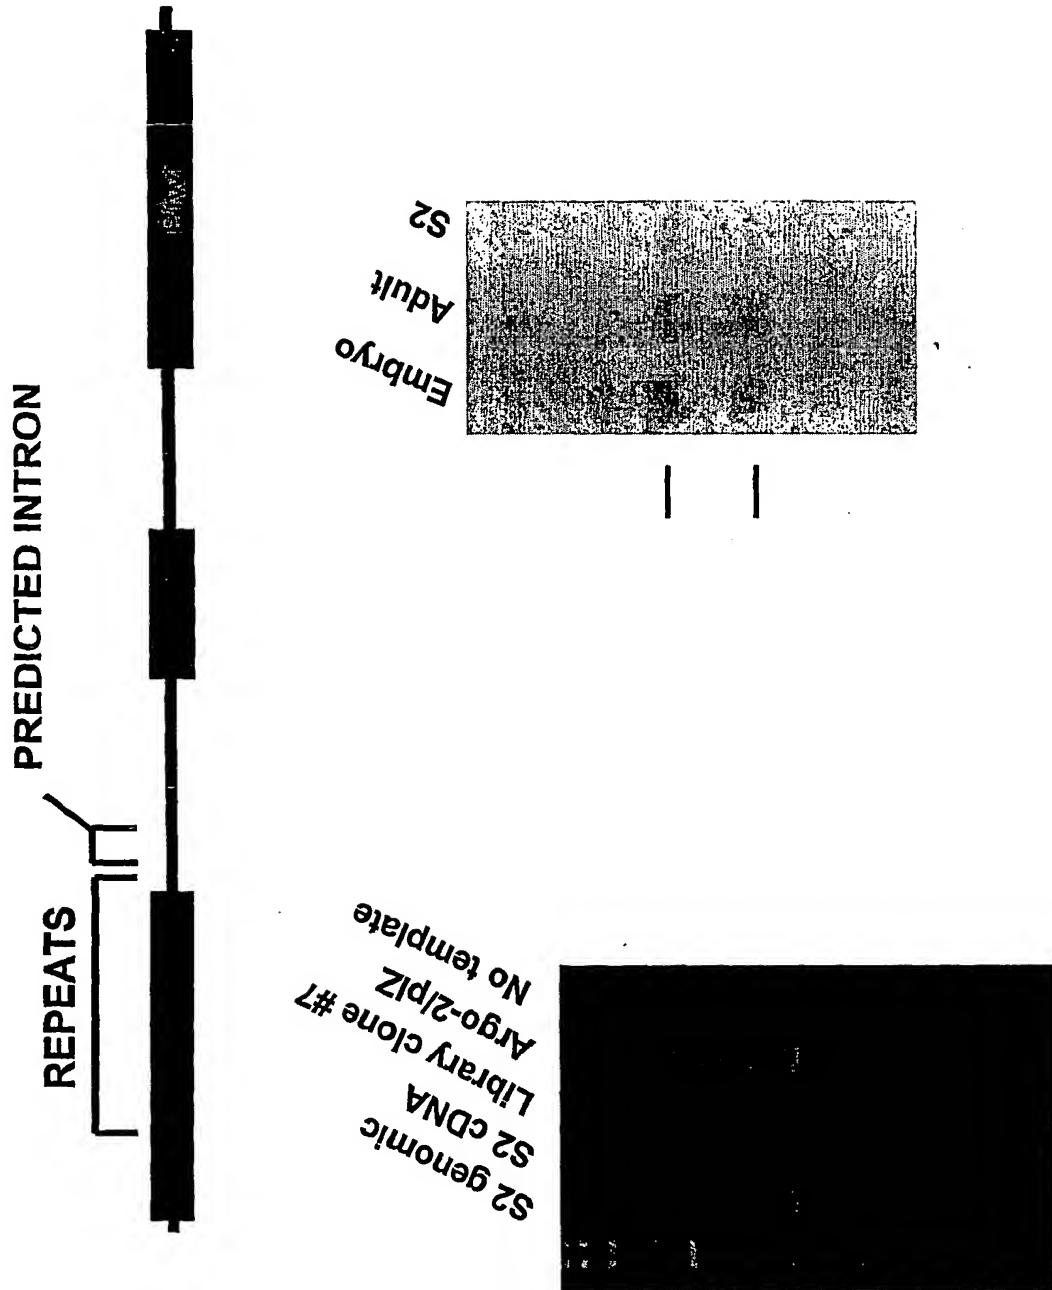 PREDICTED INTRON
REPEATS
S2
Adult
Embryo
No template
Argo-2/pIZ
Library clone #7
S2 cDNA
S2 genomic